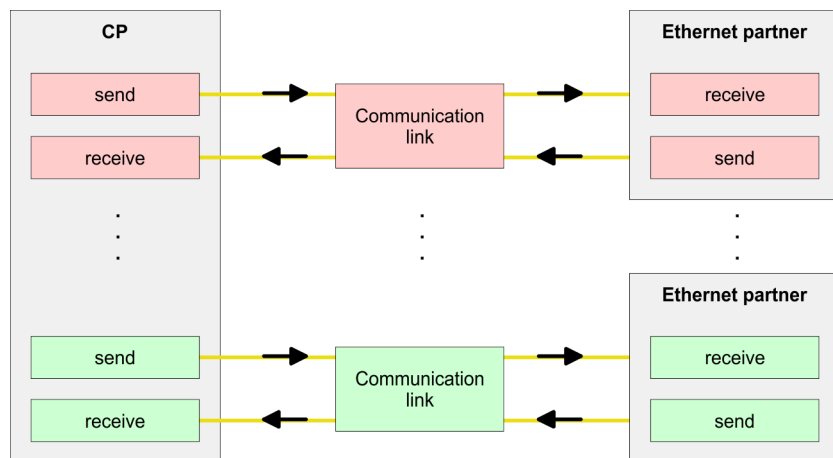 CP
Ethernet partner
send
Communication
link
receive
receive
send
Ethernet partner
send
Communication
link
receive
receive
send